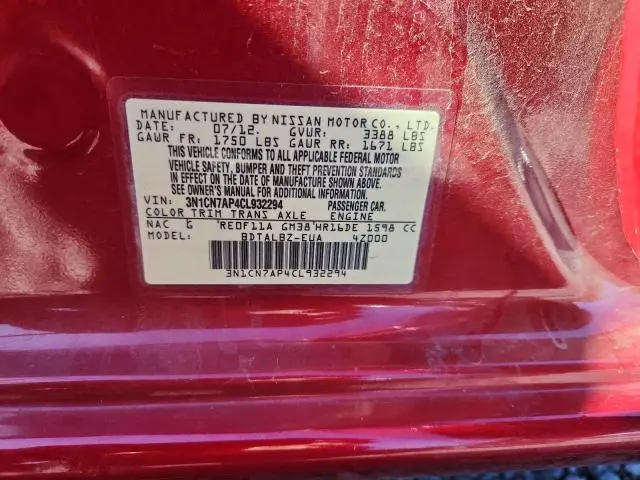 MANUFACTURED BY NISSAN MOTOR CO., LTD.
DATE: 07/12. GVWR: 3388 LBS
GAWR FR: 1750 LBS GAWR RR: 1671 LBS
THIS VEHICLE CONFORMS TO ALL APPLICABLE FEDERAL MOTOR
VEHICLE SAFETY, BUMPER AND THEFT PREVENTION STANDARDS
IN EFFECT ON THE DATE OF MANUFACTURE SHOWN ABOVE.
SEE OWNER'S MANUAL FOR ADDITIONAL INFORMATION.
VIN: 3N1CN7AP4CL932294 PASSENGER CAR.
COLOR TRIM TRANS AXLE ENGINE
NAC G RE0F11A GM38 HR16DE 1598 CC
MODEL: BDTALBZ-EUA 4Z000
3N1CN7AP4CL932294